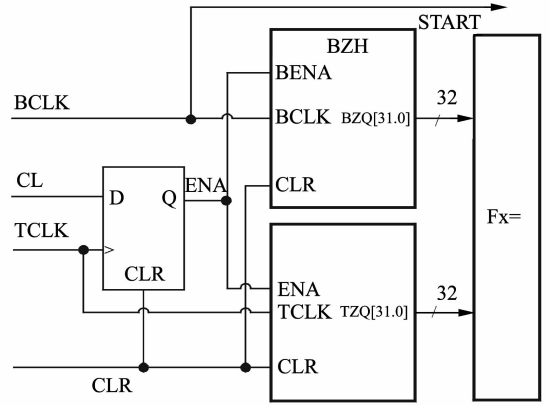 START
BZH
BENA
BCLK
BCLK
BZQ[31.0]
32
CL
D
Q
ENA
CLR
TCLK
>
CLR
Fx=
ENA
TCLK
TZQ[31.0]
32
CLR
CLR